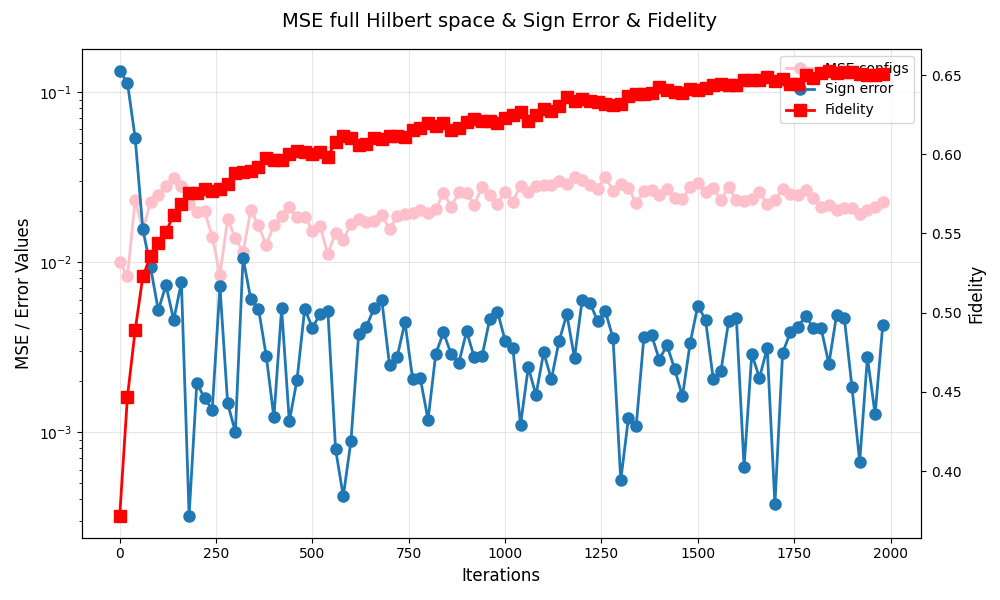 MSE full Hilbert space & Sign Error & Fidelity
MSE configs
Sign error
Fidelity
MSE / Error Values
10⁻¹
10⁻²
10⁻³
0.65
0.60
0.55
0.50
0.45
0.40
Fidelity
0 250 500 750 1000 1250 1500 1750 2000
Iterations